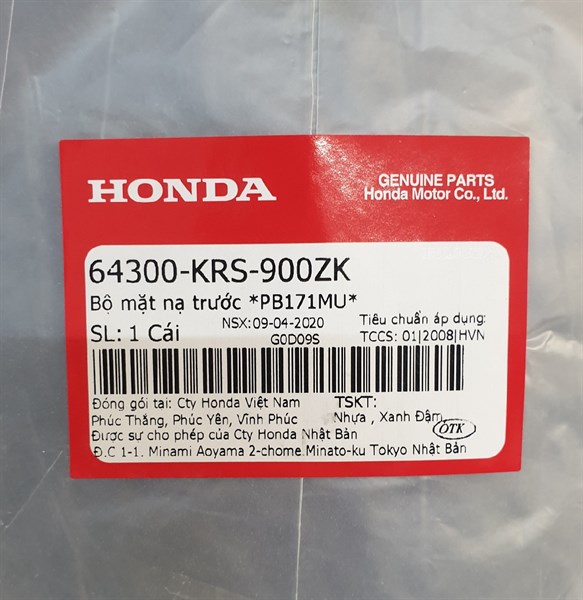 HONDA
GENUINE PARTS
Honda Motor Co., Ltd.
64300-KRS-900ZK
Bộ mặt nạ trước *PB171MU*
SL: 1 Cái
NSX:09-04-2020
G0D09S
Tiêu chuẩn áp dụng:
TCCS: 01|2008|HVN
Đóng gói tại: Cty Honda Việt Nam
Phúc Thắng, Phúc Yên, Vĩnh Phúc
TSKT:
Nhựa , Xanh Đậm
OTK
Được sự cho phép của Cty Honda Nhật Bản
Đ.C 1-1. Minami Aoyama 2-chome Minato-ku Tokyo Nhật Bản